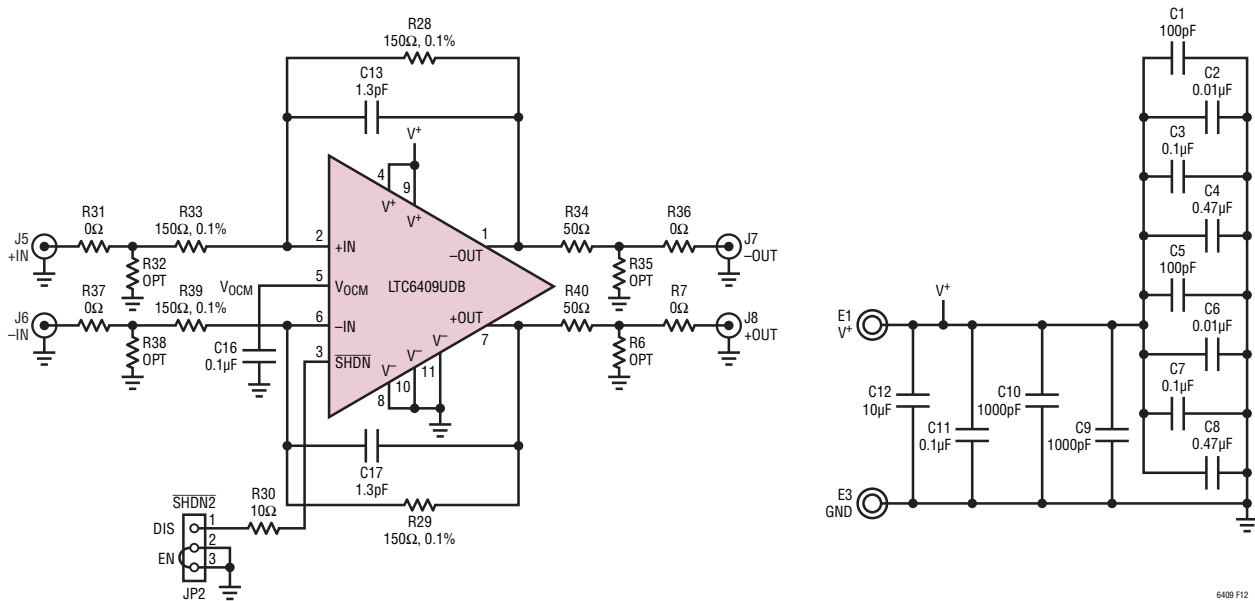 R28
150Ω, 0.1%
C13
1.3pF
V+
4
9
V+
V+
J5
+IN
R31
0Ω
R33
150Ω, 0.1%
R32
OPT
2
+IN
1
–OUT
R34
50Ω
R36
0Ω
J7
–OUT
R35
OPT
VOCM
5
VOCM
LTC6409UDB
J6
–IN
R37
0Ω
R39
150Ω, 0.1%
R38
OPT
6
–IN
+OUT
7
R40
50Ω
R7
0Ω
J8
+OUT
R6
OPT
C16
0.1µF
3
SHDN
V–
V–
V–
8
10
11
C17
1.3pF
R29
150Ω, 0.1%
SHDN2
DIS
EN
1
2
3
JP2
R30
10Ω
C1
100pF
C2
0.01µF
C3
0.1µF
C4
0.47µF
C5
100pF
C6
0.01µF
C7
0.1µF
C8
0.47µF
E1
V+
V+
C12
10µF
C11
0.1µF
C10
1000pF
C9
1000pF
E3
GND
6409 F12